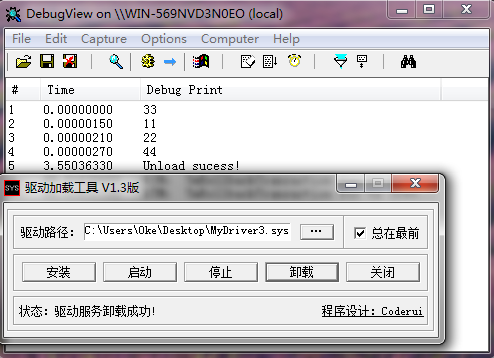 DebugView on \\WIN-569NVD3N0EO (local)
File Edit Capture Options Computer Help
# Time Debug Print
1 0.00000000 33
2 0.00000150 11
3 0.00000210 22
4 0.00000270 44
5 3.55036330 Unload sucess!
SYS 驱动加载工具 V1.3版
驱动路径: C:\Users\Oke\Desktop\MyDriver3.sys ... 总在最前
安装 启动 停止 卸载 关闭
状态: 驱动服务卸载成功! 程序设计: Coderui